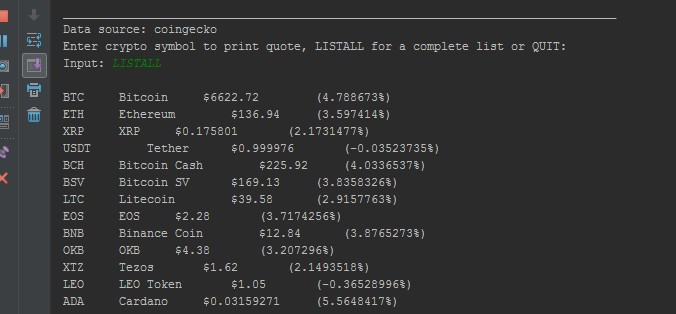 Data source: coingecko
Enter crypto symbol to print quote, LISTALL for a complete list or QUIT:
Input: LISTALL
BTC Bitcoin $6622.72 (4.788673%)
ETH Ethereum $136.94 (3.597414%)
XRP XRP $0.175801 (2.1731477%)
USDT Tether $0.999976 (-0.03523735%)
BCH Bitcoin Cash $225.92 (4.0336537%)
BSV Bitcoin SV $169.13 (3.8358326%)
LTC Litecoin $39.58 (2.9157763%)
EOS EOS $2.28 (3.7174256%)
BNB Binance Coin $12.84 (3.8765273%)
OKB OKB $4.38 (3.207296%)
XTZ Tezos $1.62 (2.1493518%)
LEO LEO Token $1.05 (-0.36528996%)
ADA Cardano $0.03159271 (5.5648417%)